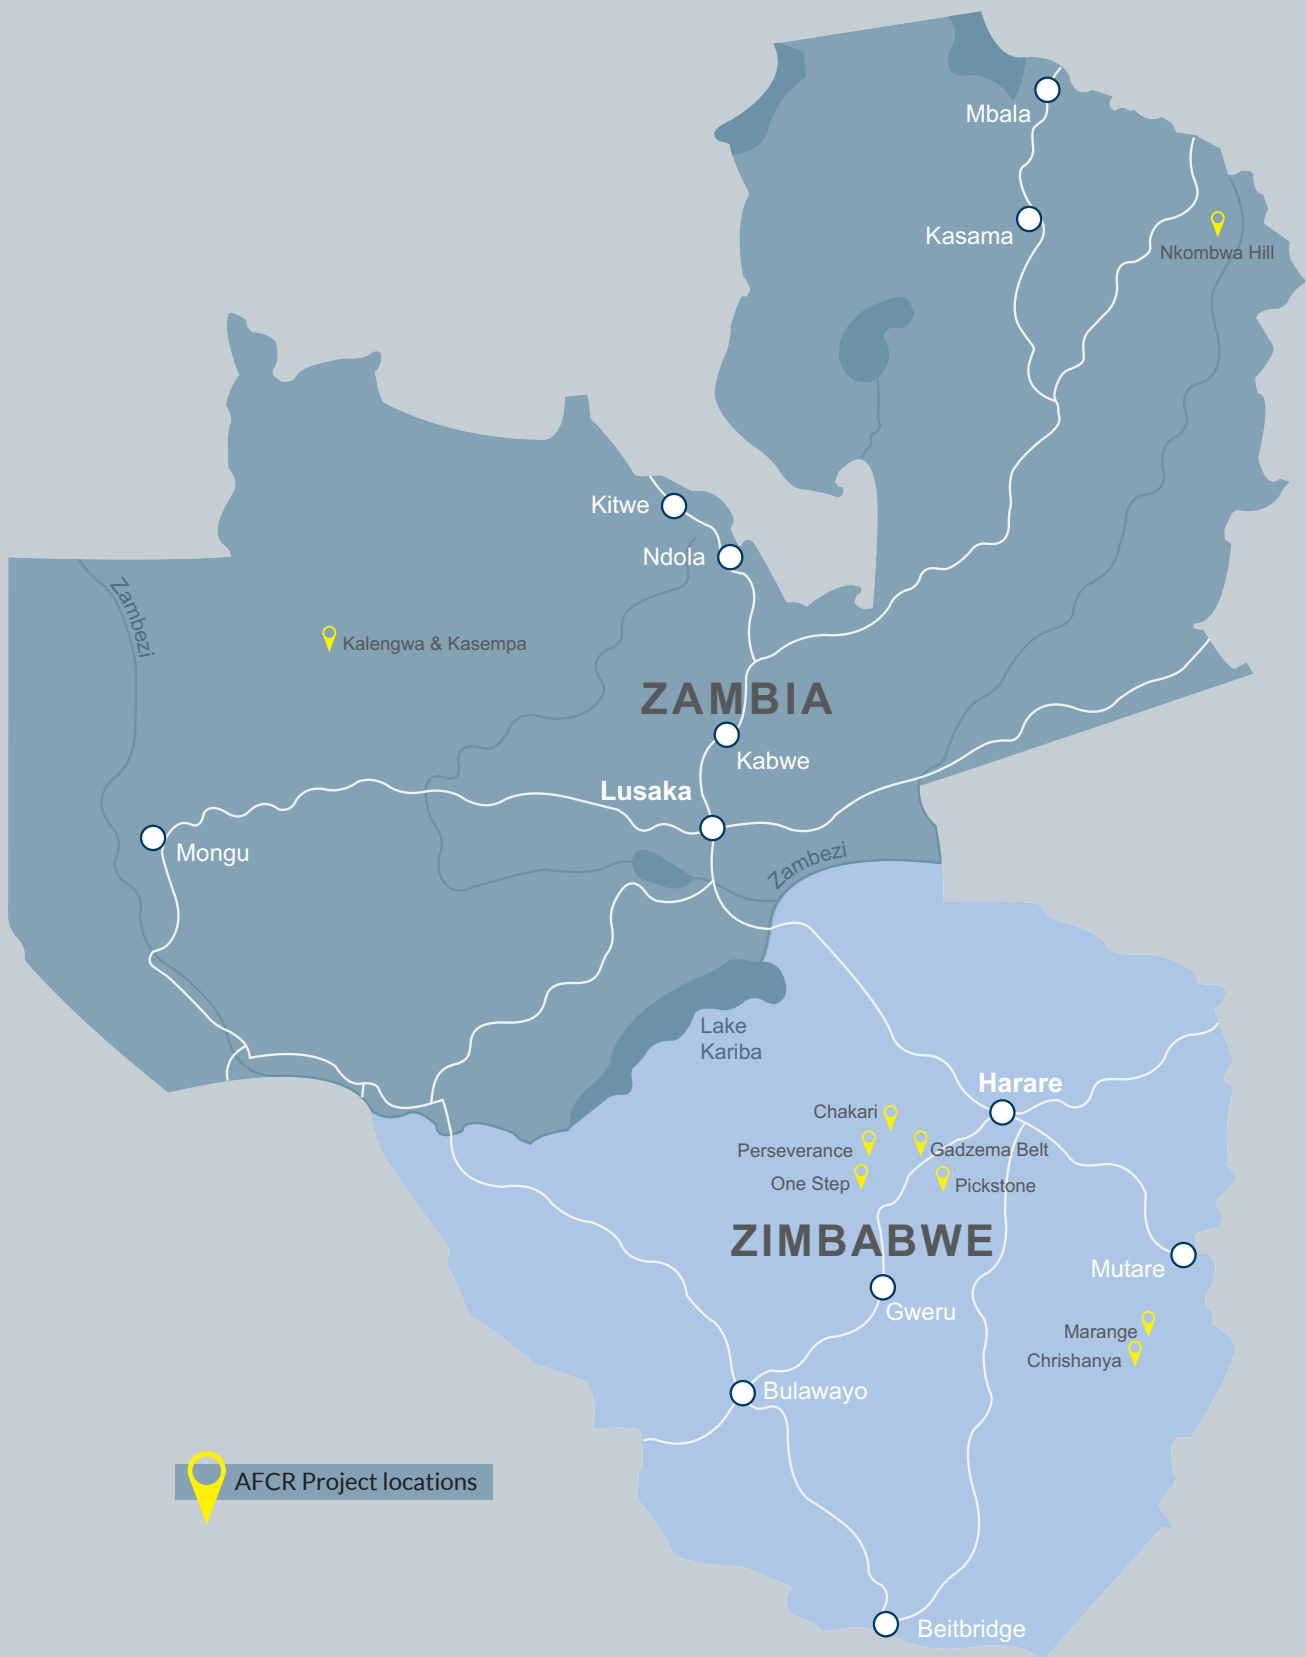 Mbala
Kasama
Nkombwa Hill
Kitwe
Ndola
Zambezi
Kalengwa & Kasempa
ZAMBIA
Kabwe
Lusaka
Mongu
Zambezi
Lake
Kariba
Harare
Chakari
Perseverance
Gadzema Belt
One Step
Pickstone
ZIMBABWE
Mutare
Gweru
Marange
Chrishanya
Bulawayo
AFCR Project locations
Beitbridge